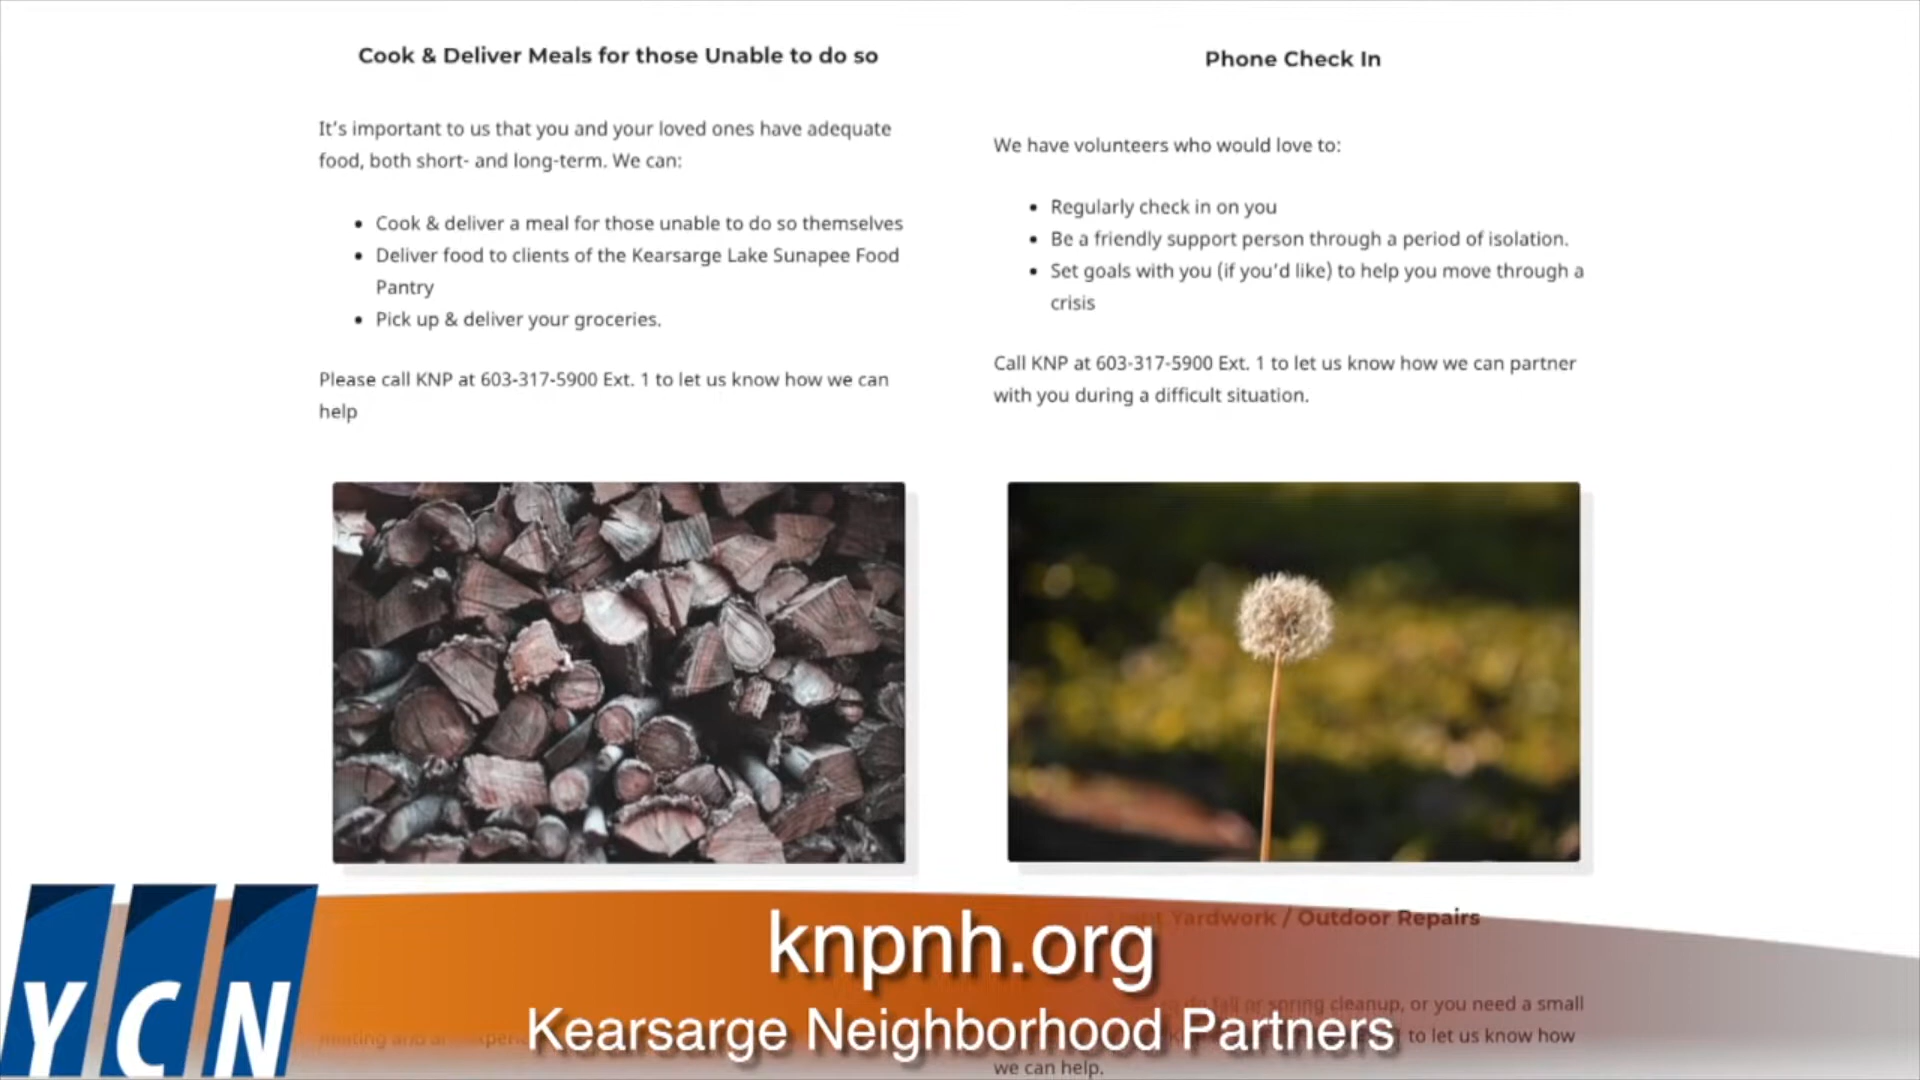 Cook & Deliver Meals for those Unable to do so
It's important to us that you and your loved ones have adequate
food, both short- and long-term. We can:
• Cook & deliver a meal for those unable to do so themselves
• Deliver food to clients of the Kearsarge Lake Sunapee Food
Pantry
• Pick up & deliver your groceries.
Please call KNP at 603-317-5900 Ext. 1 to let us know how we can
help
Phone Check In
We have volunteers who would love to:
• Regularly check in on you
• Be a friendly support person through a period of isolation.
• Set goals with you (if you'd like) to help you move through a
crisis
Call KNP at 603-317-5900 Ext. 1 to let us know how we can partner
with you during a difficult situation.
Yardwork / Outdoor Repairs
fall or spring cleanup, or you need a small
to let us know how
we can help.
YCN
knpnh.org
Kearsarge Neighborhood Partners